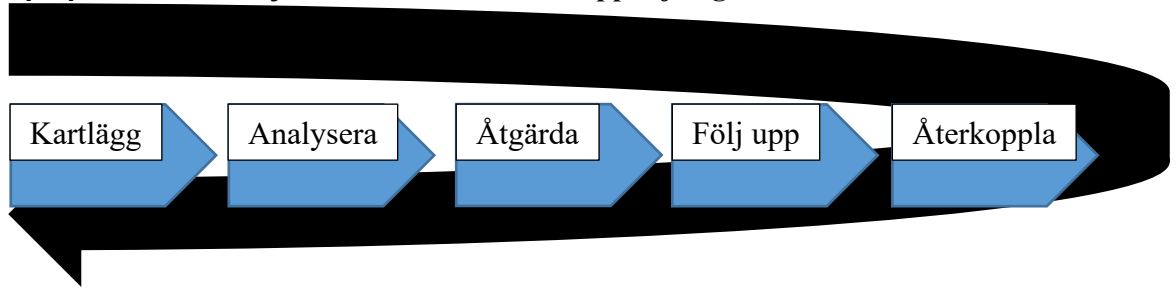 Kartlägg
Analysera
Åtgärda
Följ upp
Återkoppla